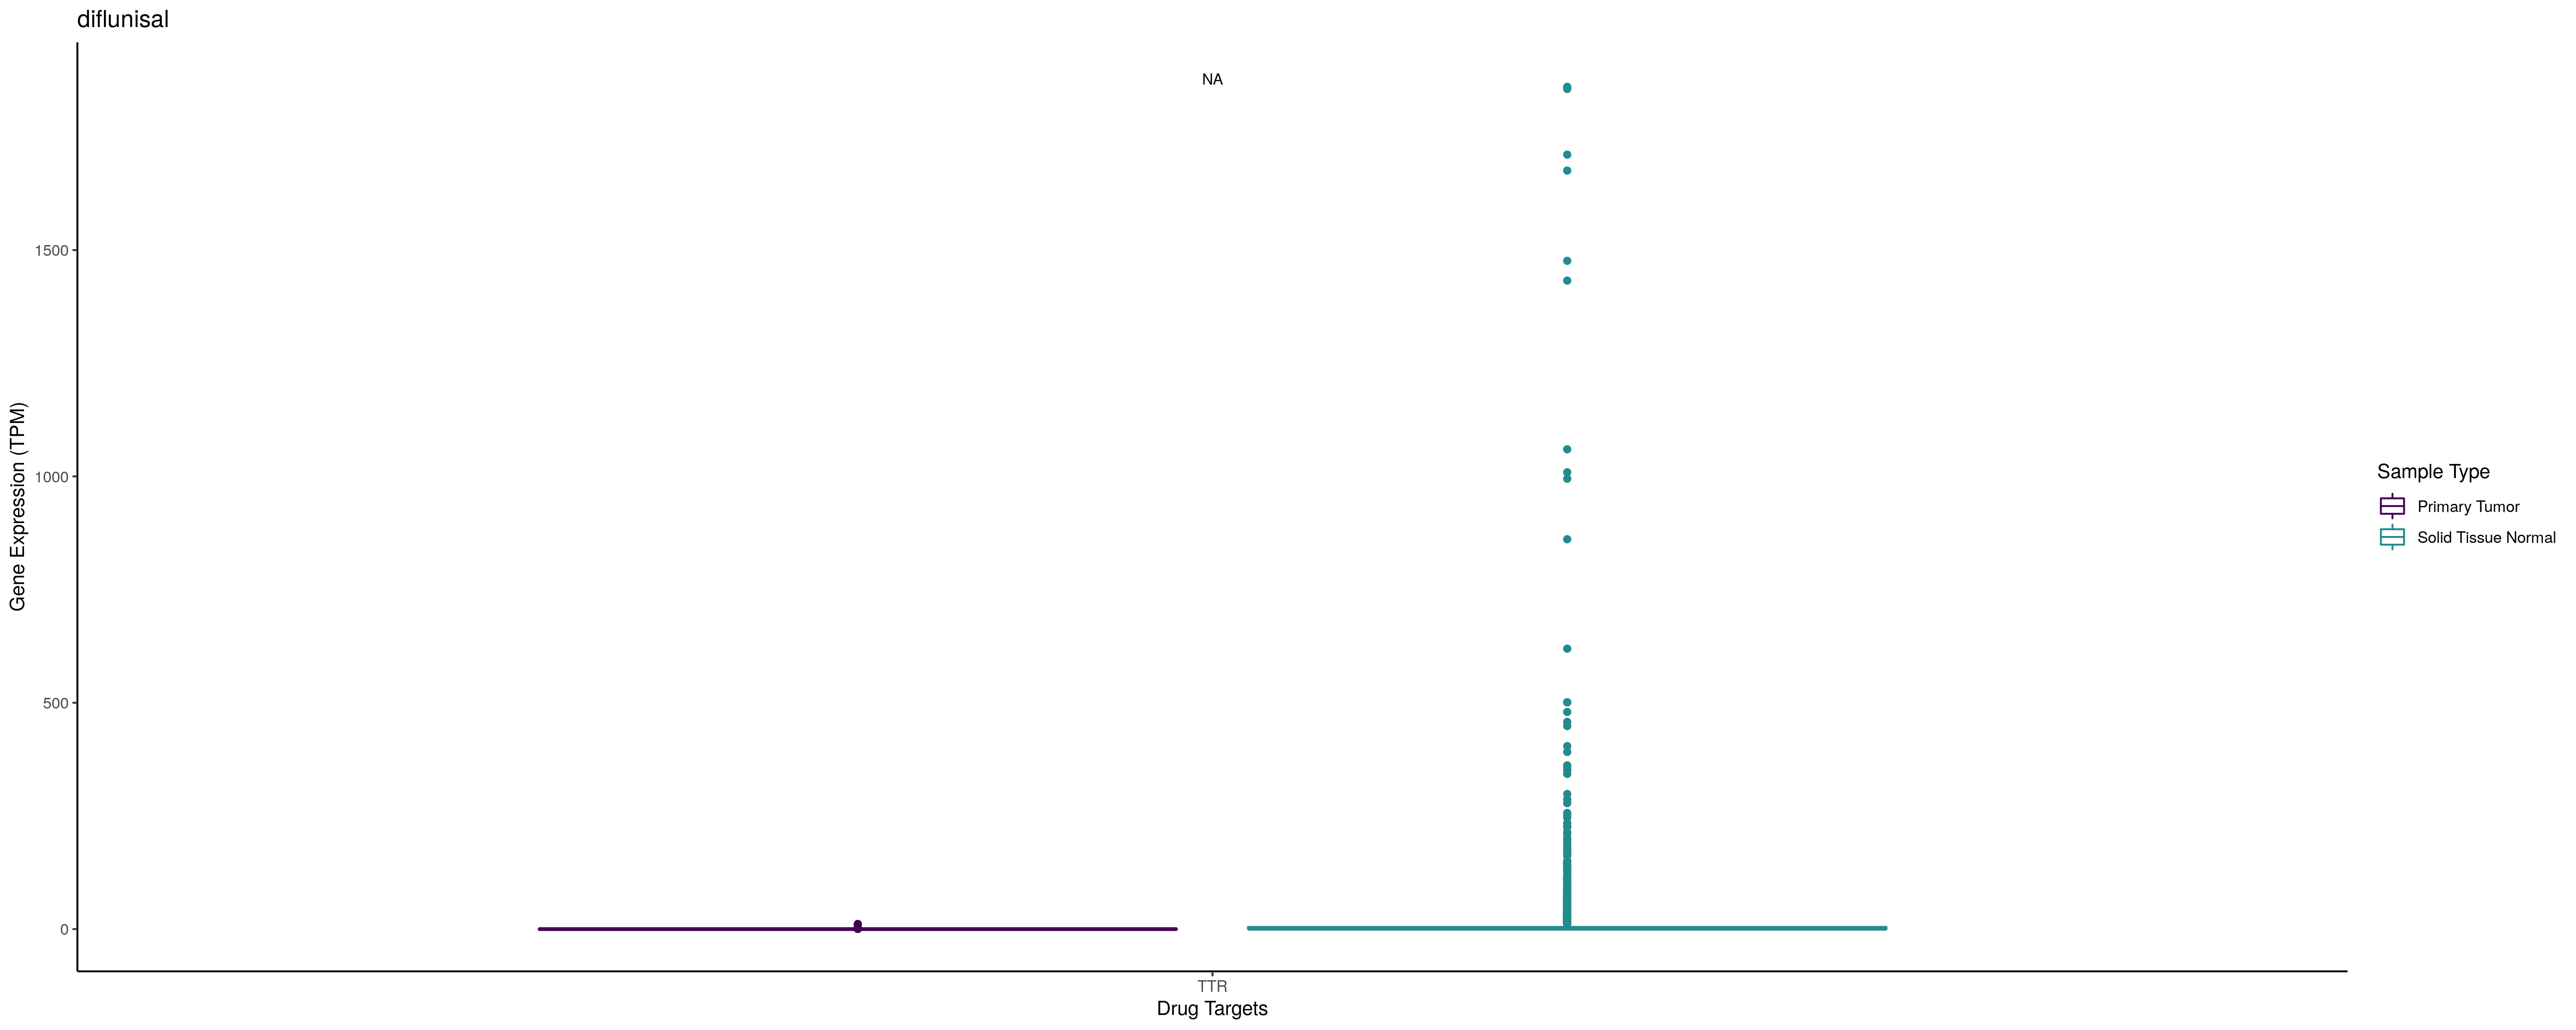 diflunisal
NA
1500
1000
500
0
Gene Expression (TPM)
TTR
Drug Targets
Sample Type
Primary Tumor
Solid Tissue Normal